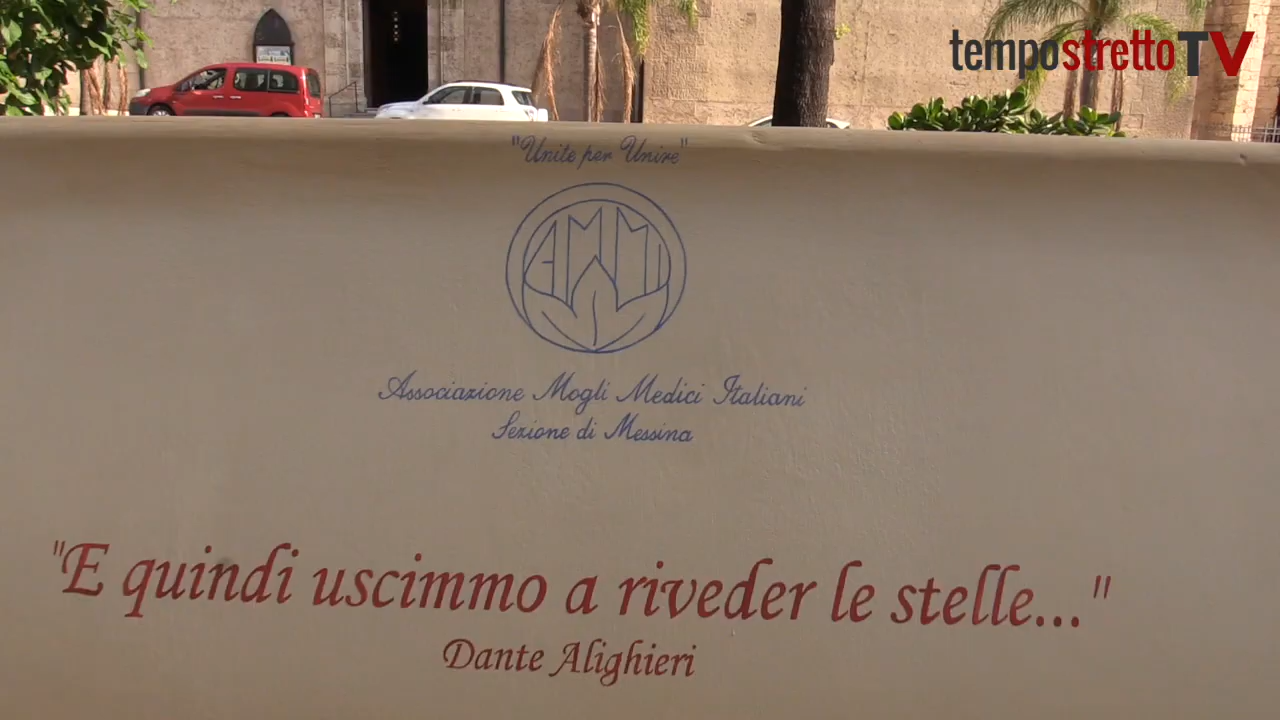 tempostrettoTV
"Unite per Unire"
AMMI
Associazione Mogli Medici Italiani
Sezione di Messina
"E quindi uscimmo a riveder le stelle..."
Dante Alighieri